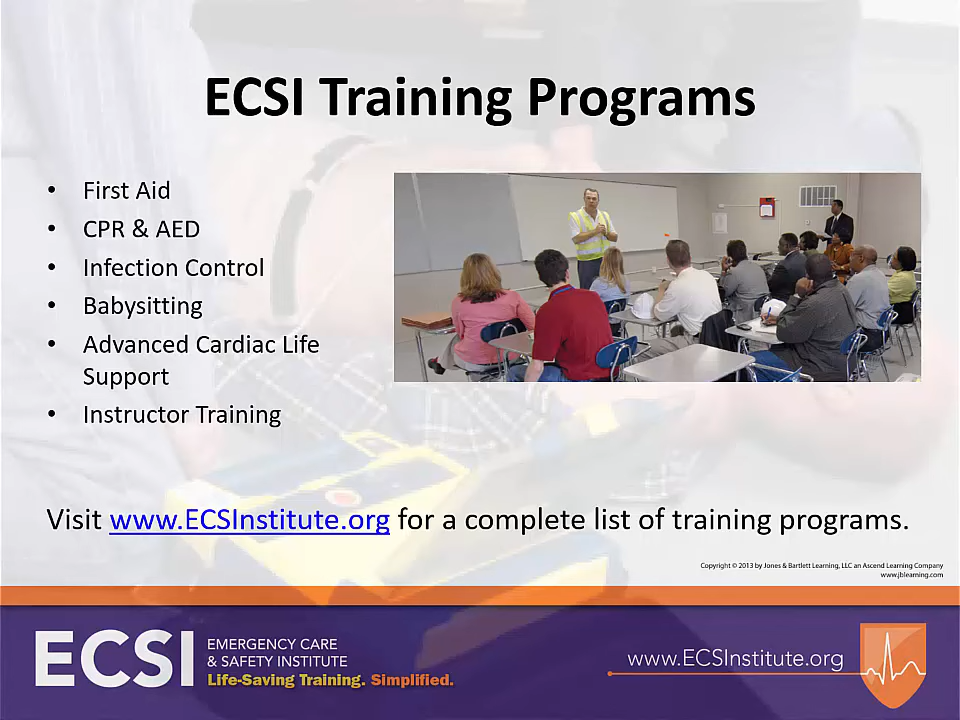 ECSI Training Programs
• First Aid
• CPR & AED
• Infection Control
• Babysitting
• Advanced Cardiac Life
Support
• Instructor Training
Visit www.ECSInstitute.org for a complete list of training programs.
Copyright © 2013 by Jones & Bartlett Learning, LLC an Ascend Learning Company
www.jblearning.com
ECSI
EMERGENCY CARE
& SAFETY INSTITUTE
Life-Saving Training. Simplified.
www.ECSInstitute.org